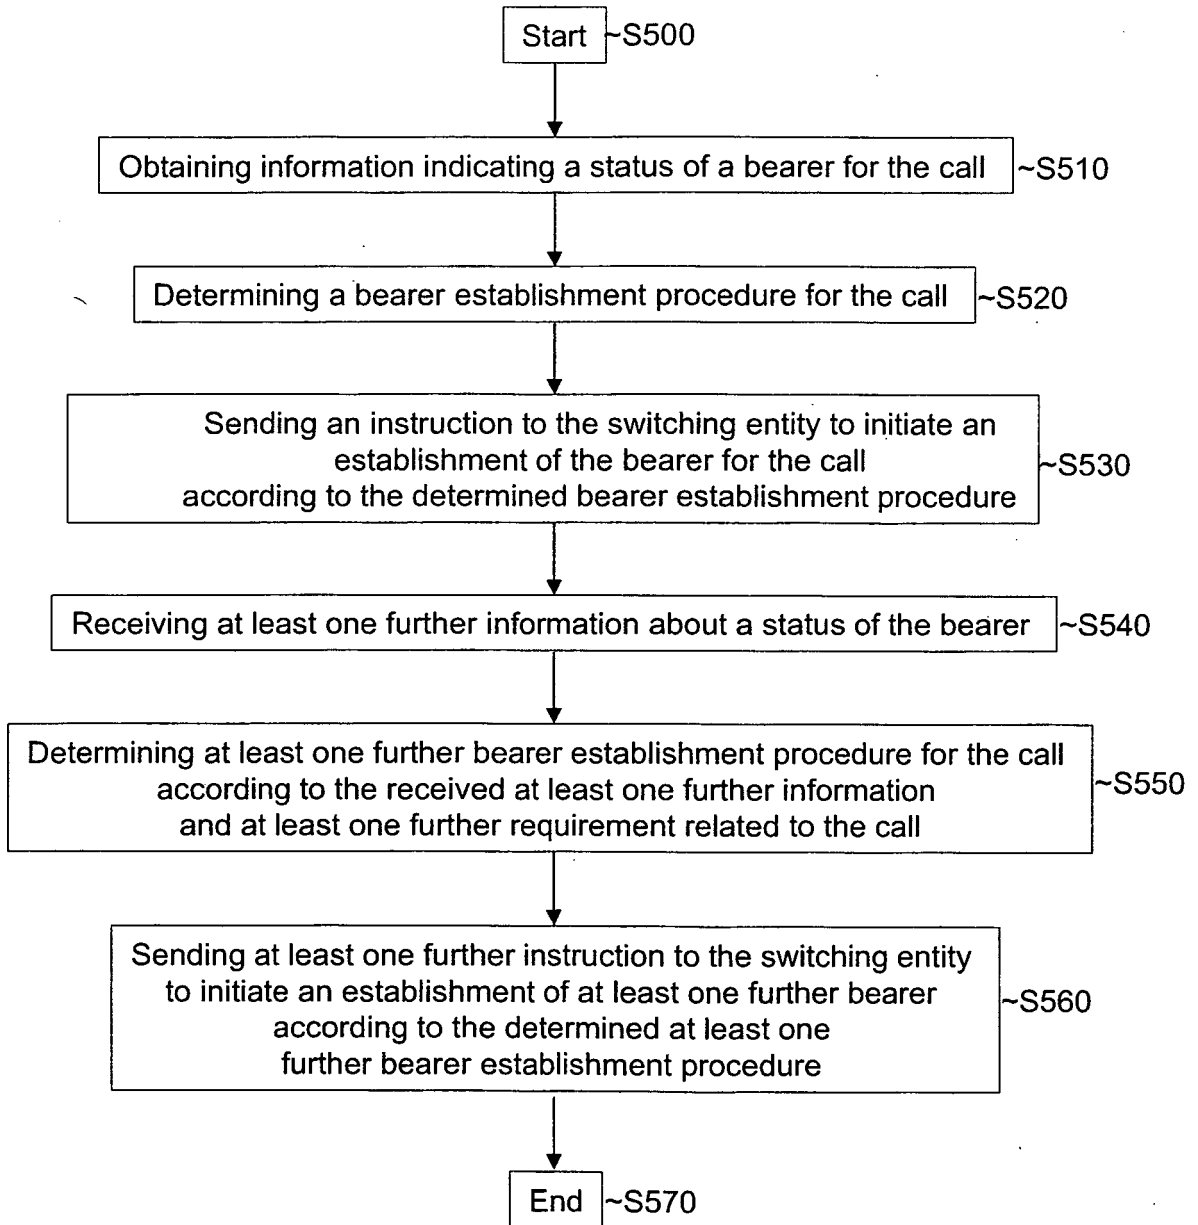 Start ~S500
Obtaining information indicating a status of a bearer for the call ~S510
Determining a bearer establishment procedure for the call ~S520
Sending an instruction to the switching entity to initiate an
establishment of the bearer for the call
according to the determined bearer establishment procedure
~S530
Receiving at least one further information about a status of the bearer ~S540
Determining at least one further bearer establishment procedure for the call
according to the received at least one further information
and at least one further requirement related to the call
~S550
Sending at least one further instruction to the switching entity
to initiate an establishment of at least one further bearer
according to the determined at least one
further bearer establishment procedure
~S560
End ~S570